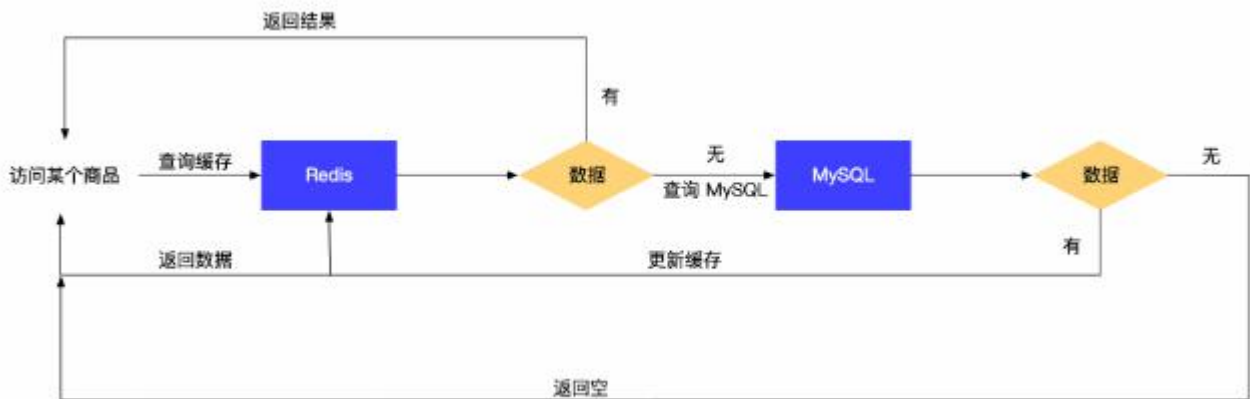 返回结果
有
访问某个商品
查询缓存
Redis
数据
无
查询 MySQL
MySQL
数据
无
返回数据
更新缓存
有
返回空